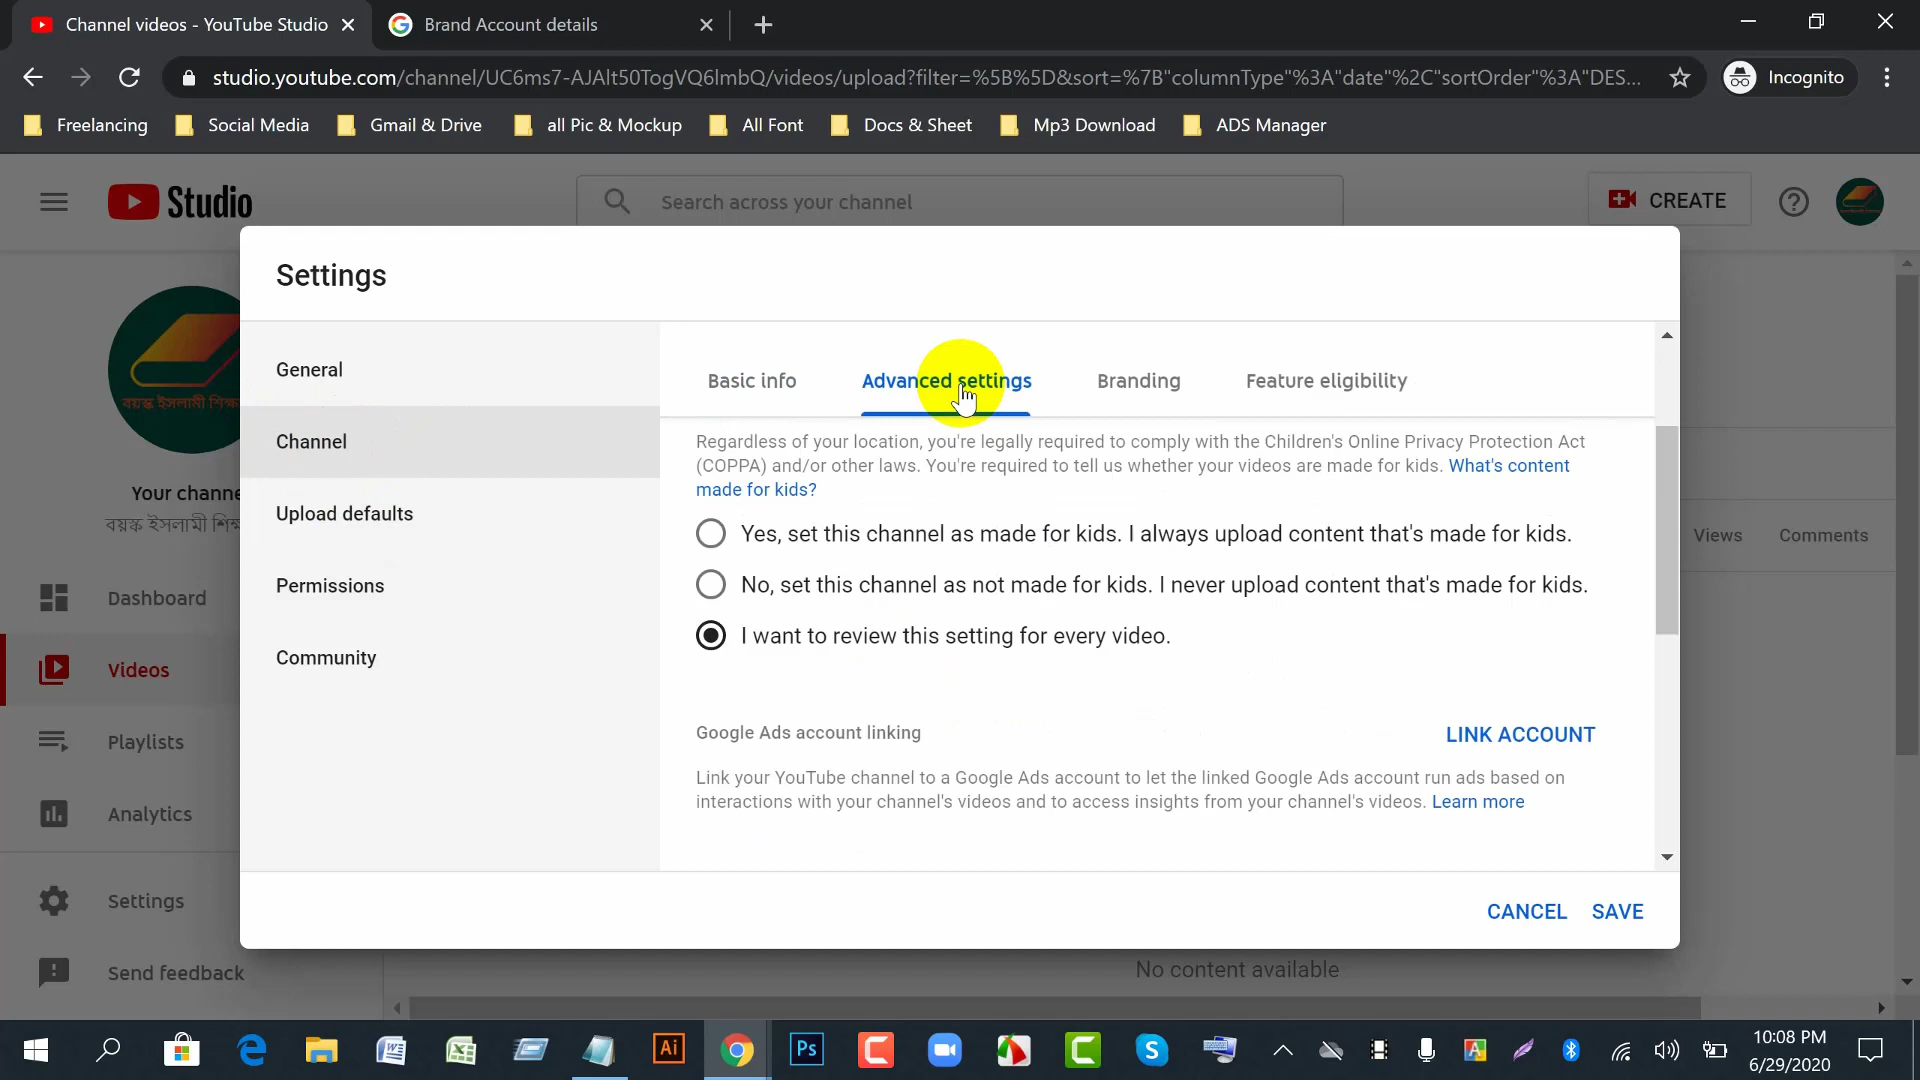 Channel videos - YouTube Studio
Brand Account details
studio.youtube.com/channel/UC6ms7-AJAlt50TogVQ6lmbQ/videos/upload?filter=%5B%5D&sort=%7B"columnType"%3A"date"%2C"sortOrder"%3A"DES...
Incognito
Freelancing
Social Media
Gmail & Drive
all Pic & Mockup
All Font
Docs & Sheet
Mp3 Download
ADS Manager
Studio
Search across your channel
CREATE
Settings
General
Channel
Upload defaults
Permissions
Community
Basic info
Advanced settings
Branding
Feature eligibility
Regardless of your location, you're legally required to comply with the Children's Online Privacy Protection Act
(COPPA) and/or other laws. You're required to tell us whether your videos are made for kids. What's content
made for kids?
Yes, set this channel as made for kids. I always upload content that's made for kids.
No, set this channel as not made for kids. I never upload content that's made for kids.
I want to review this setting for every video.
Google Ads account linking
LINK ACCOUNT
Link your YouTube channel to a Google Ads account to let the linked Google Ads account run ads based on
interactions with your channel's videos and to access insights from your channel's videos. Learn more
CANCEL
SAVE
বয়স্ক ইসলামী
Your
বয়স্ক ইসলামী
Dashboard
Videos
Playlists
Analytics
Settings
Send feedback
Views
Comments
No content available
Ai
Ps
10:08 PM
6/29/2020